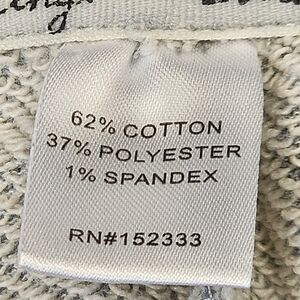 62% COTTON
37% POLYESTER
1% SPANDEX
RN#152333